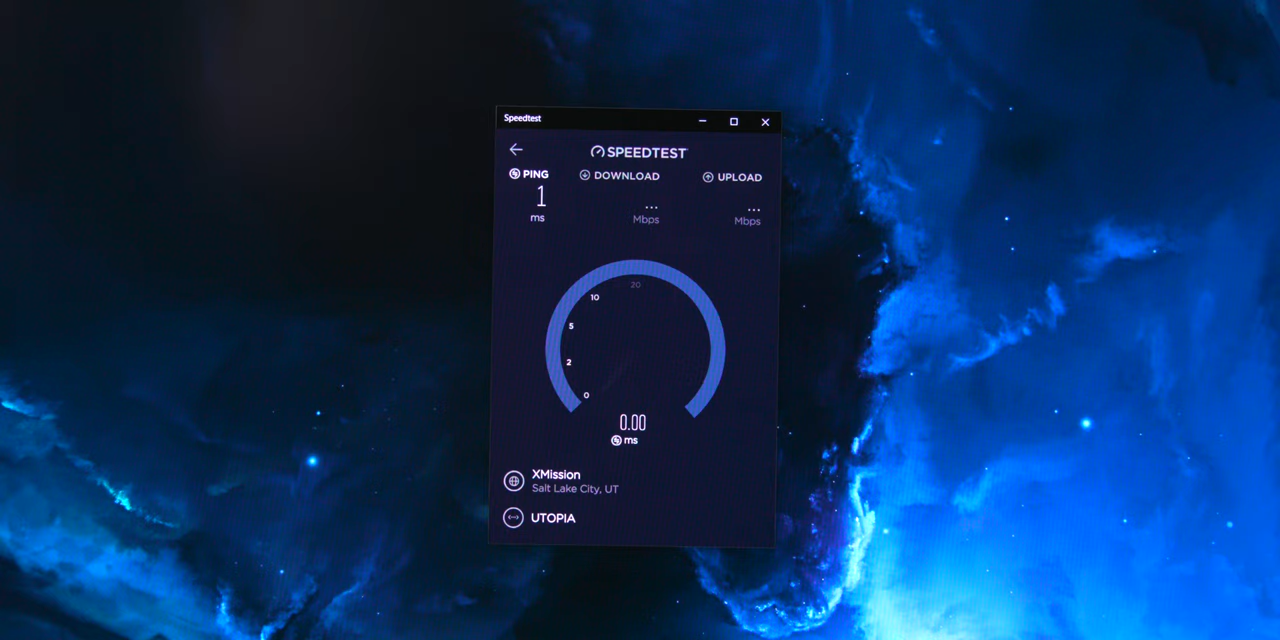 Speedtest
SPEEDTEST
PING
DOWNLOAD
UPLOAD
1
ms
...
Mbps
...
Mbps
20
10
5
2
0
0.00
ms
XMission
Salt Lake City, UT
UTOPIA